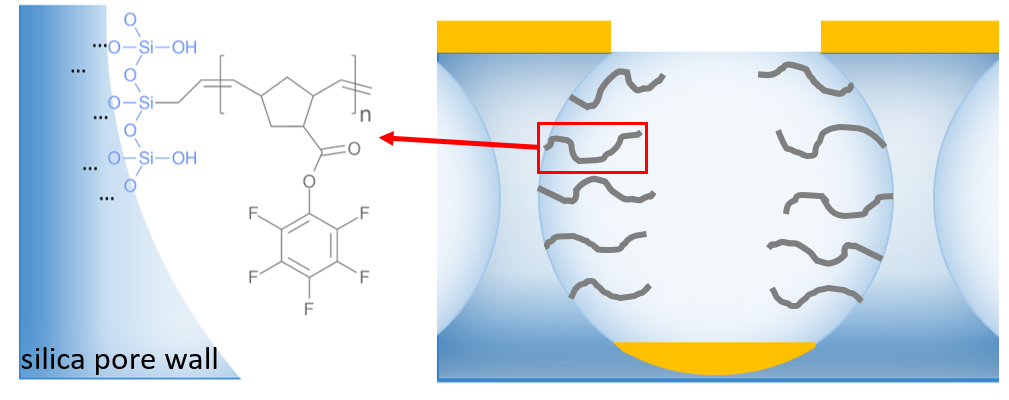 O O
... O Si OH
... O
O Si
n
... O
O Si OH
... O
... O
O
F F
F F
F
silica pore wall